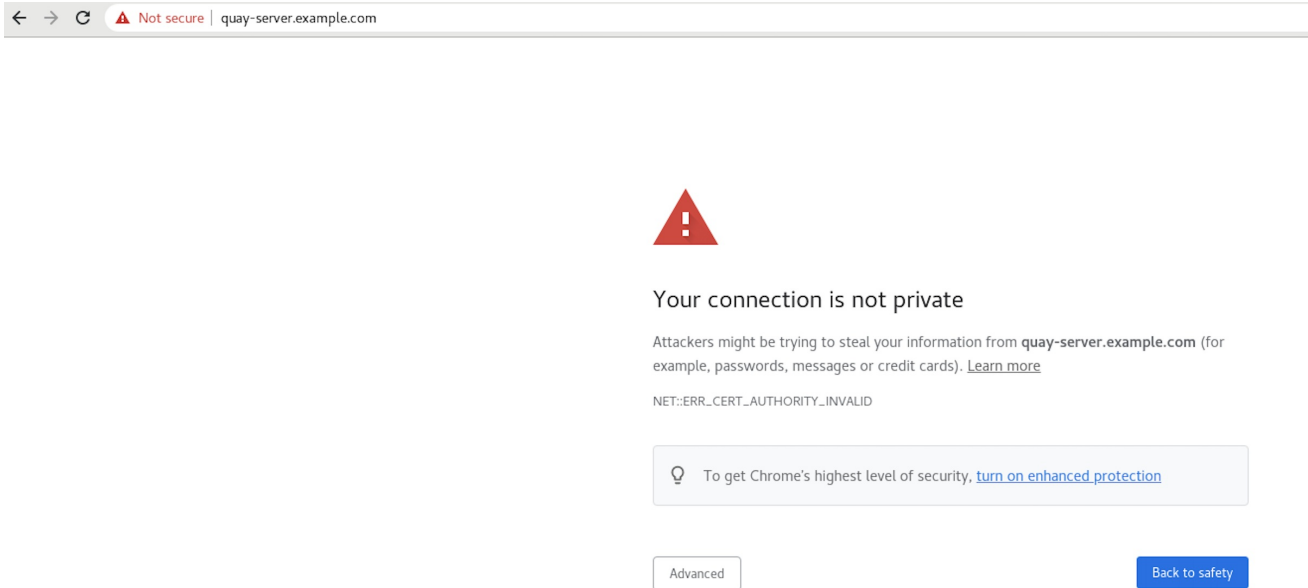 Not secure | quay-server.example.com
Your connection is not private
Attackers might be trying to steal your information from quay-server.example.com (for
example, passwords, messages or credit cards). Learn more
NET::ERR_CERT_AUTHORITY_INVALID
To get Chrome's highest level of security, turn on enhanced protection
Advanced
Back to safety